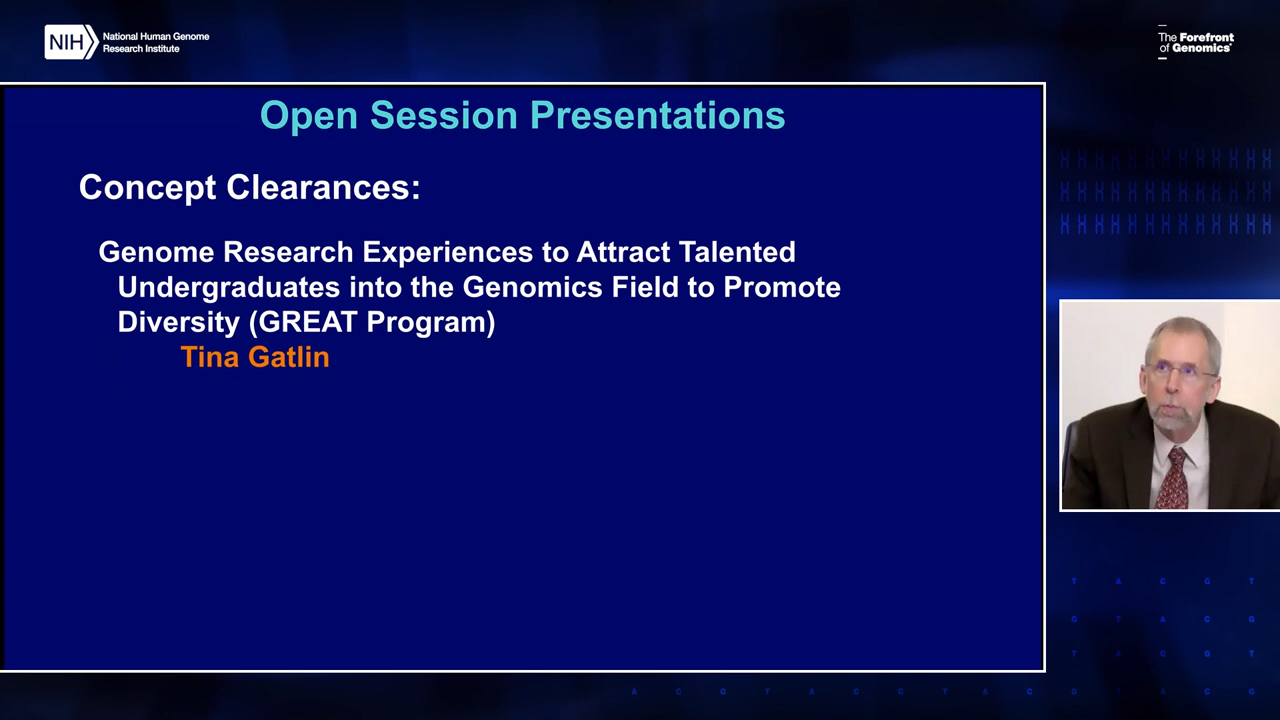 NIH
National Human Genome
Research Institute
The Forefront
of Genomics®
Open Session Presentations
Concept Clearances:
Genome Research Experiences to Attract Talented
Undergraduates into the Genomics Field to Promote
Diversity (GREAT Program)
Tina Gatlin
T A C G T
G T A C G
T A C G T
A C G T A C G T A C G T A C G